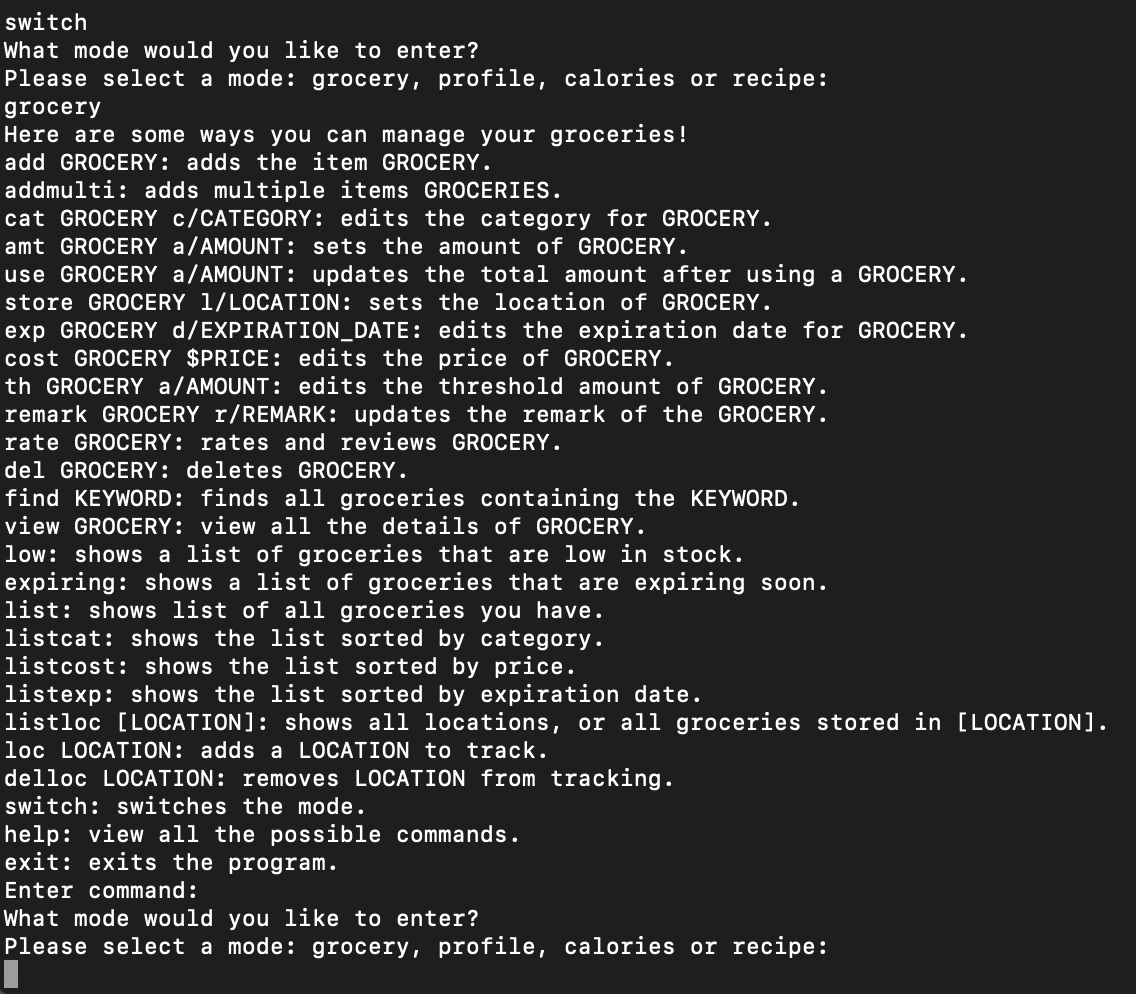 switch
What mode would you like to enter?
Please select a mode: grocery, profile, calories or recipe:
grocery
Here are some ways you can manage your groceries!
add GROCERY: adds the item GROCERY.
addmulti: adds multiple items GROCERIES.
cat GROCERY c/CATEGORY: edits the category for GROCERY.
amt GROCERY a/AMOUNT: sets the amount of GROCERY.
use GROCERY a/AMOUNT: updates the total amount after using a GROCERY.
store GROCERY l/LOCATION: sets the location of GROCERY.
exp GROCERY d/EXPIRATION_DATE: edits the expiration date for GROCERY.
cost GROCERY $PRICE: edits the price of GROCERY.
th GROCERY a/AMOUNT: edits the threshold amount of GROCERY.
remark GROCERY r/REMARK: updates the remark of the GROCERY.
rate GROCERY: rates and reviews GROCERY.
del GROCERY: deletes GROCERY.
find KEYWORD: finds all groceries containing the KEYWORD.
view GROCERY: view all the details of GROCERY.
low: shows a list of groceries that are low in stock.
expiring: shows a list of groceries that are expiring soon.
list: shows list of all groceries you have.
listcat: shows the list sorted by category.
listcost: shows the list sorted by price.
listexp: shows the list sorted by expiration date.
listloc [LOCATION]: shows all locations, or all groceries stored in [LOCATION].
loc LOCATION: adds a LOCATION to track.
delloc LOCATION: removes LOCATION from tracking.
switch: switches the mode.
help: view all the possible commands.
exit: exits the program.
Enter command:
What mode would you like to enter?
Please select a mode: grocery, profile, calories or recipe: